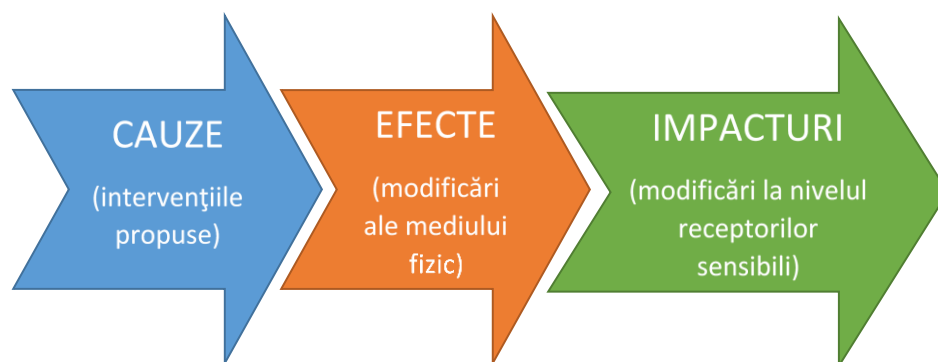 CAUZE
(intervenţiile
propuse)
EFECTE
(modificări
ale mediului
fizic)
IMPACTURI
(modificări la nivelul
receptorilor
sensibili)